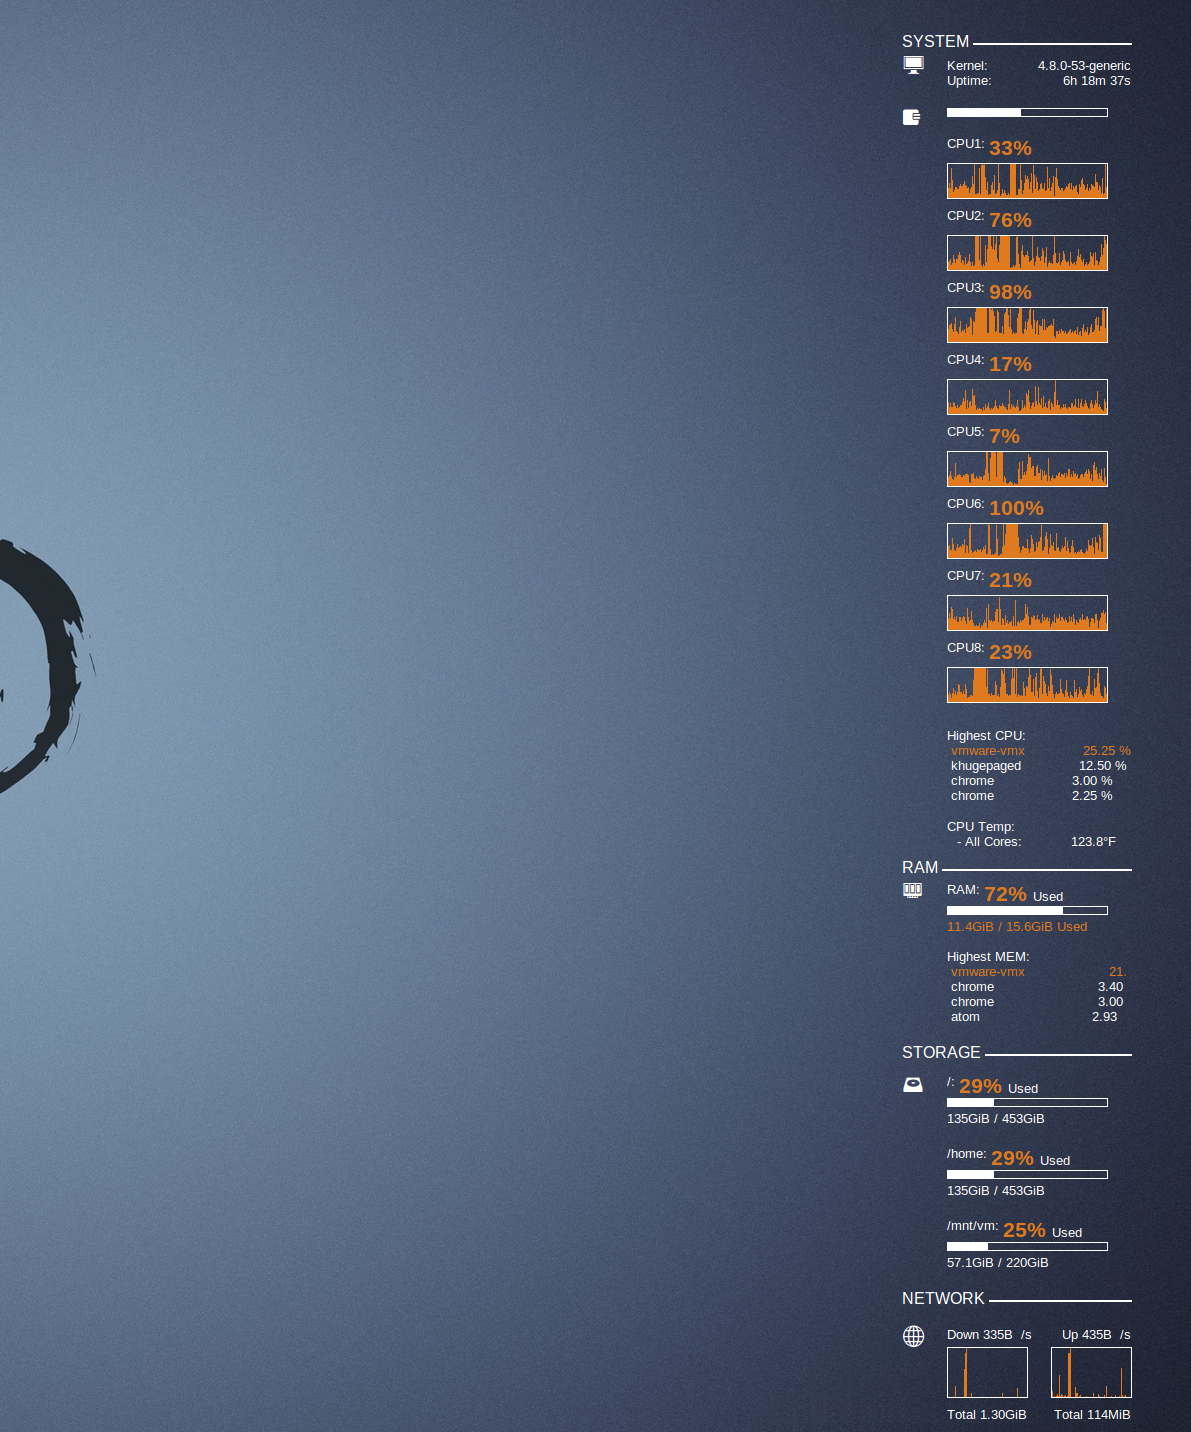 SYSTEM
Kernel: 4.8.0-53-generic
Uptime: 6h 18m 37s
CPU1: 33%
CPU2: 76%
CPU3: 98%
CPU4: 17%
CPU5: 7%
CPU6: 100%
CPU7: 21%
CPU8: 23%
Highest CPU:
vmware-vmx 25.25 %
khugepaged 12.50 %
chrome 3.00 %
chrome 2.25 %
CPU Temp:
- All Cores: 123.8°F
RAM
RAM: 72% Used
11.4GiB / 15.6GiB Used
Highest MEM:
vmware-vmx 21.
chrome 3.40
chrome 3.00
atom 2.93
STORAGE
/: 29% Used
135GiB / 453GiB
/home: 29% Used
135GiB / 453GiB
/mnt/vm: 25% Used
57.1GiB / 220GiB
NETWORK
Down 335B /s Up 435B /s
Total 1.30GiB Total 114MiB